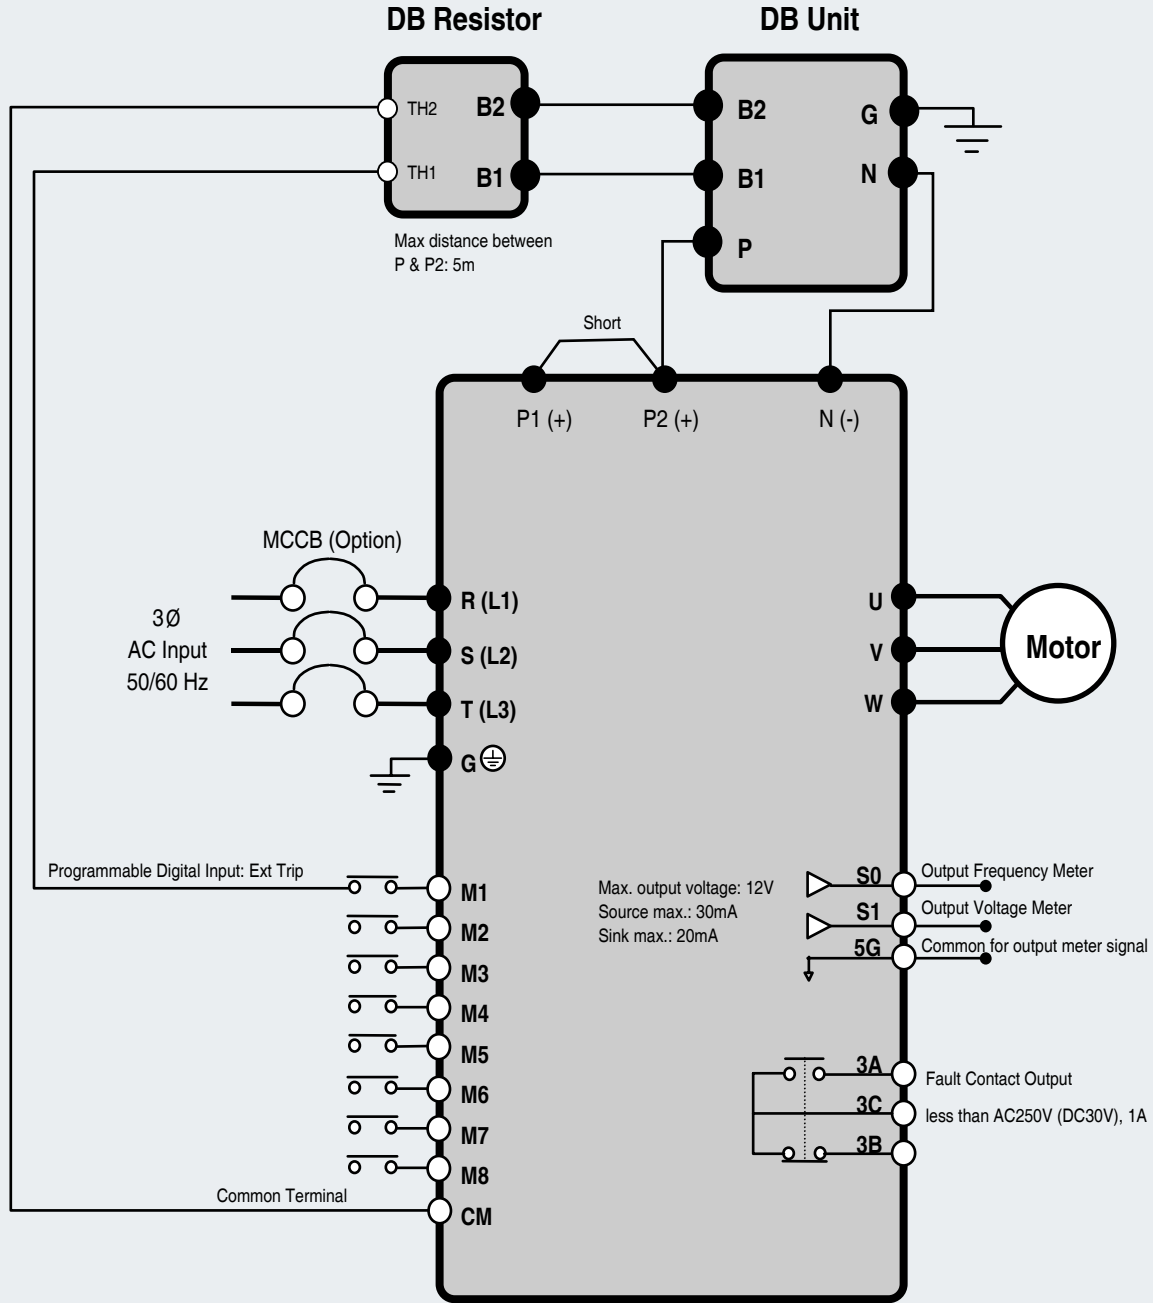 DB Resistor
DB Unit
TH2
B2
TH1
B1
B2
G
B1
N
P
Max distance between
P & P2: 5m
Short
P1 (+)
P2 (+)
N (-)
MCCB (Option)
3Ø
AC Input
50/60 Hz
R (L1)
S (L2)
T (L3)
G
U
V
W
Motor
Programmable Digital Input: Ext Trip
M1
M2
M3
M4
M5
M6
M7
M8
Common Terminal
CM
Max. output voltage: 12V
Source max.: 30mA
Sink max.: 20mA
S0
Output Frequency Meter
S1
Output Voltage Meter
5G
Common for output meter signal
3A
Fault Contact Output
3C
less than AC250V (DC30V), 1A
3B